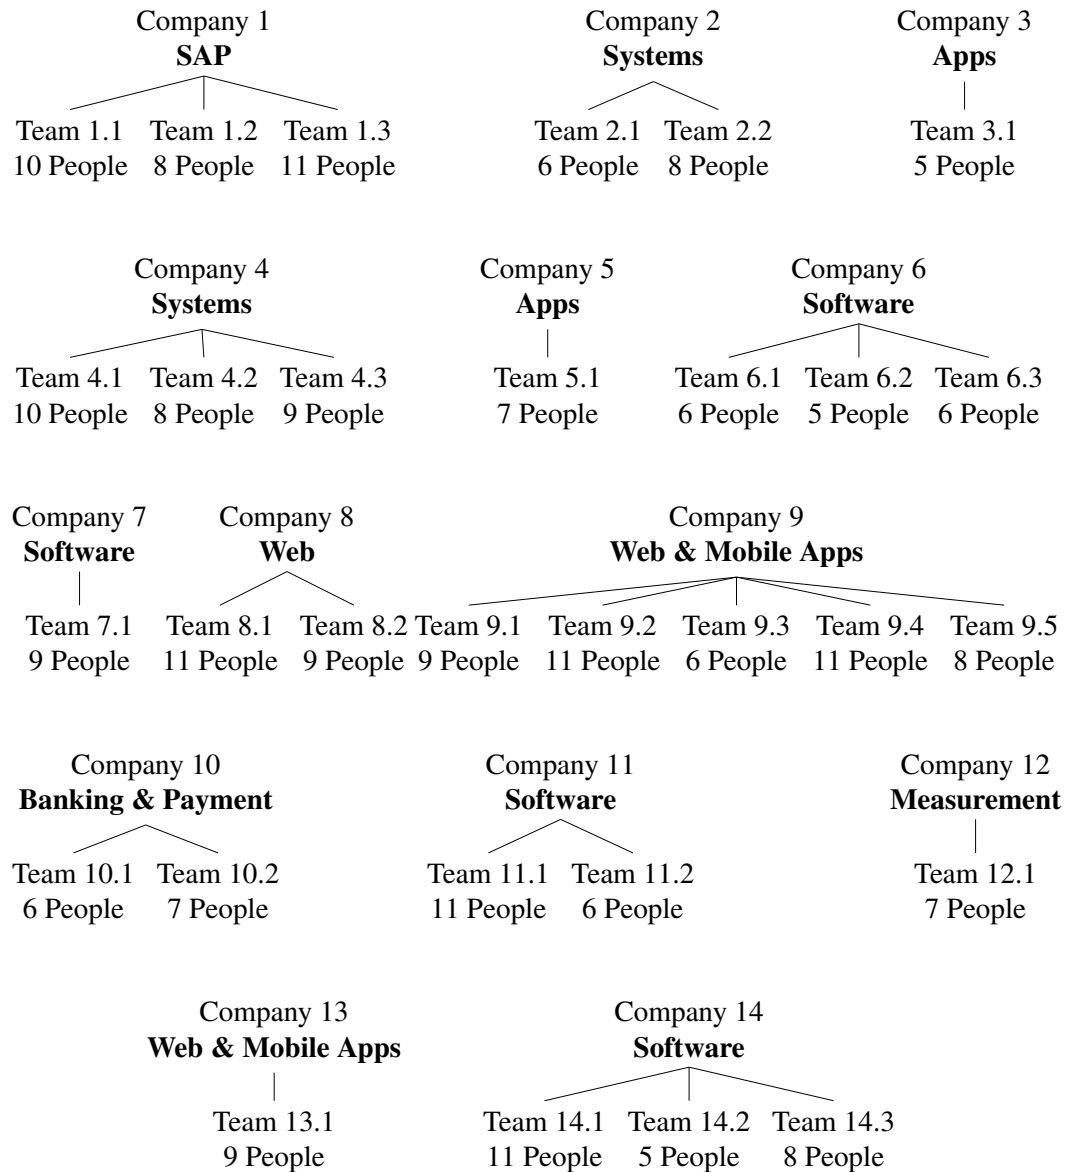 Company 1
SAP
Team 1.1 Team 1.2 Team 1.3
10 People 8 People 11 People
Company 2
Systems
Team 2.1 Team 2.2
6 People 8 People
Company 3
Apps
Team 3.1
5 People
Company 4
Systems
Team 4.1 Team 4.2 Team 4.3
10 People 8 People 9 People
Company 5
Apps
Team 5.1
7 People
Company 6
Software
Team 6.1 Team 6.2 Team 6.3
6 People 5 People 6 People
Company 7
Software
Team 7.1
9 People
Company 8
Web
Team 8.1 Team 8.2
11 People 9 People
Company 9
Web & Mobile Apps
Team 9.1 Team 9.2 Team 9.3 Team 9.4 Team 9.5
9 People 11 People 6 People 11 People 8 People
Company 10
Banking & Payment
Team 10.1 Team 10.2
6 People 7 People
Company 11
Software
Team 11.1 Team 11.2
11 People 6 People
Company 12
Measurement
Team 12.1
7 People
Company 13
Web & Mobile Apps
Team 13.1
9 People
Company 14
Software
Team 14.1 Team 14.2 Team 14.3
11 People 5 People 8 People